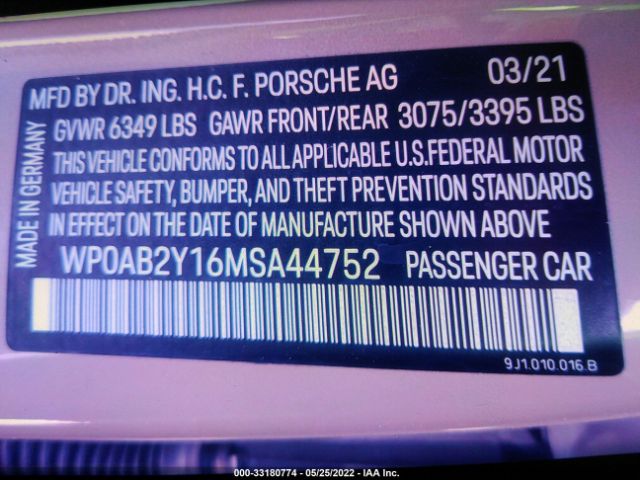 MFD BY DR. ING. H.C. F. PORSCHE AG 03/21
GVWR 6349 LBS GAWR FRONT/REAR 3075/3395 LBS
THIS VEHICLE CONFORMS TO ALL APPLICABLE U.S.FEDERAL MOTOR
VEHICLE SAFETY, BUMPER, AND THEFT PREVENTION STANDARDS
IN EFFECT ON THE DATE OF MANUFACTURE SHOWN ABOVE
WP0AB2Y16MSA44752 PASSENGER CAR
MADE IN GERMANY
9J1.010.016.B
000-33180774 - 05/25/2022 - IAA Inc.